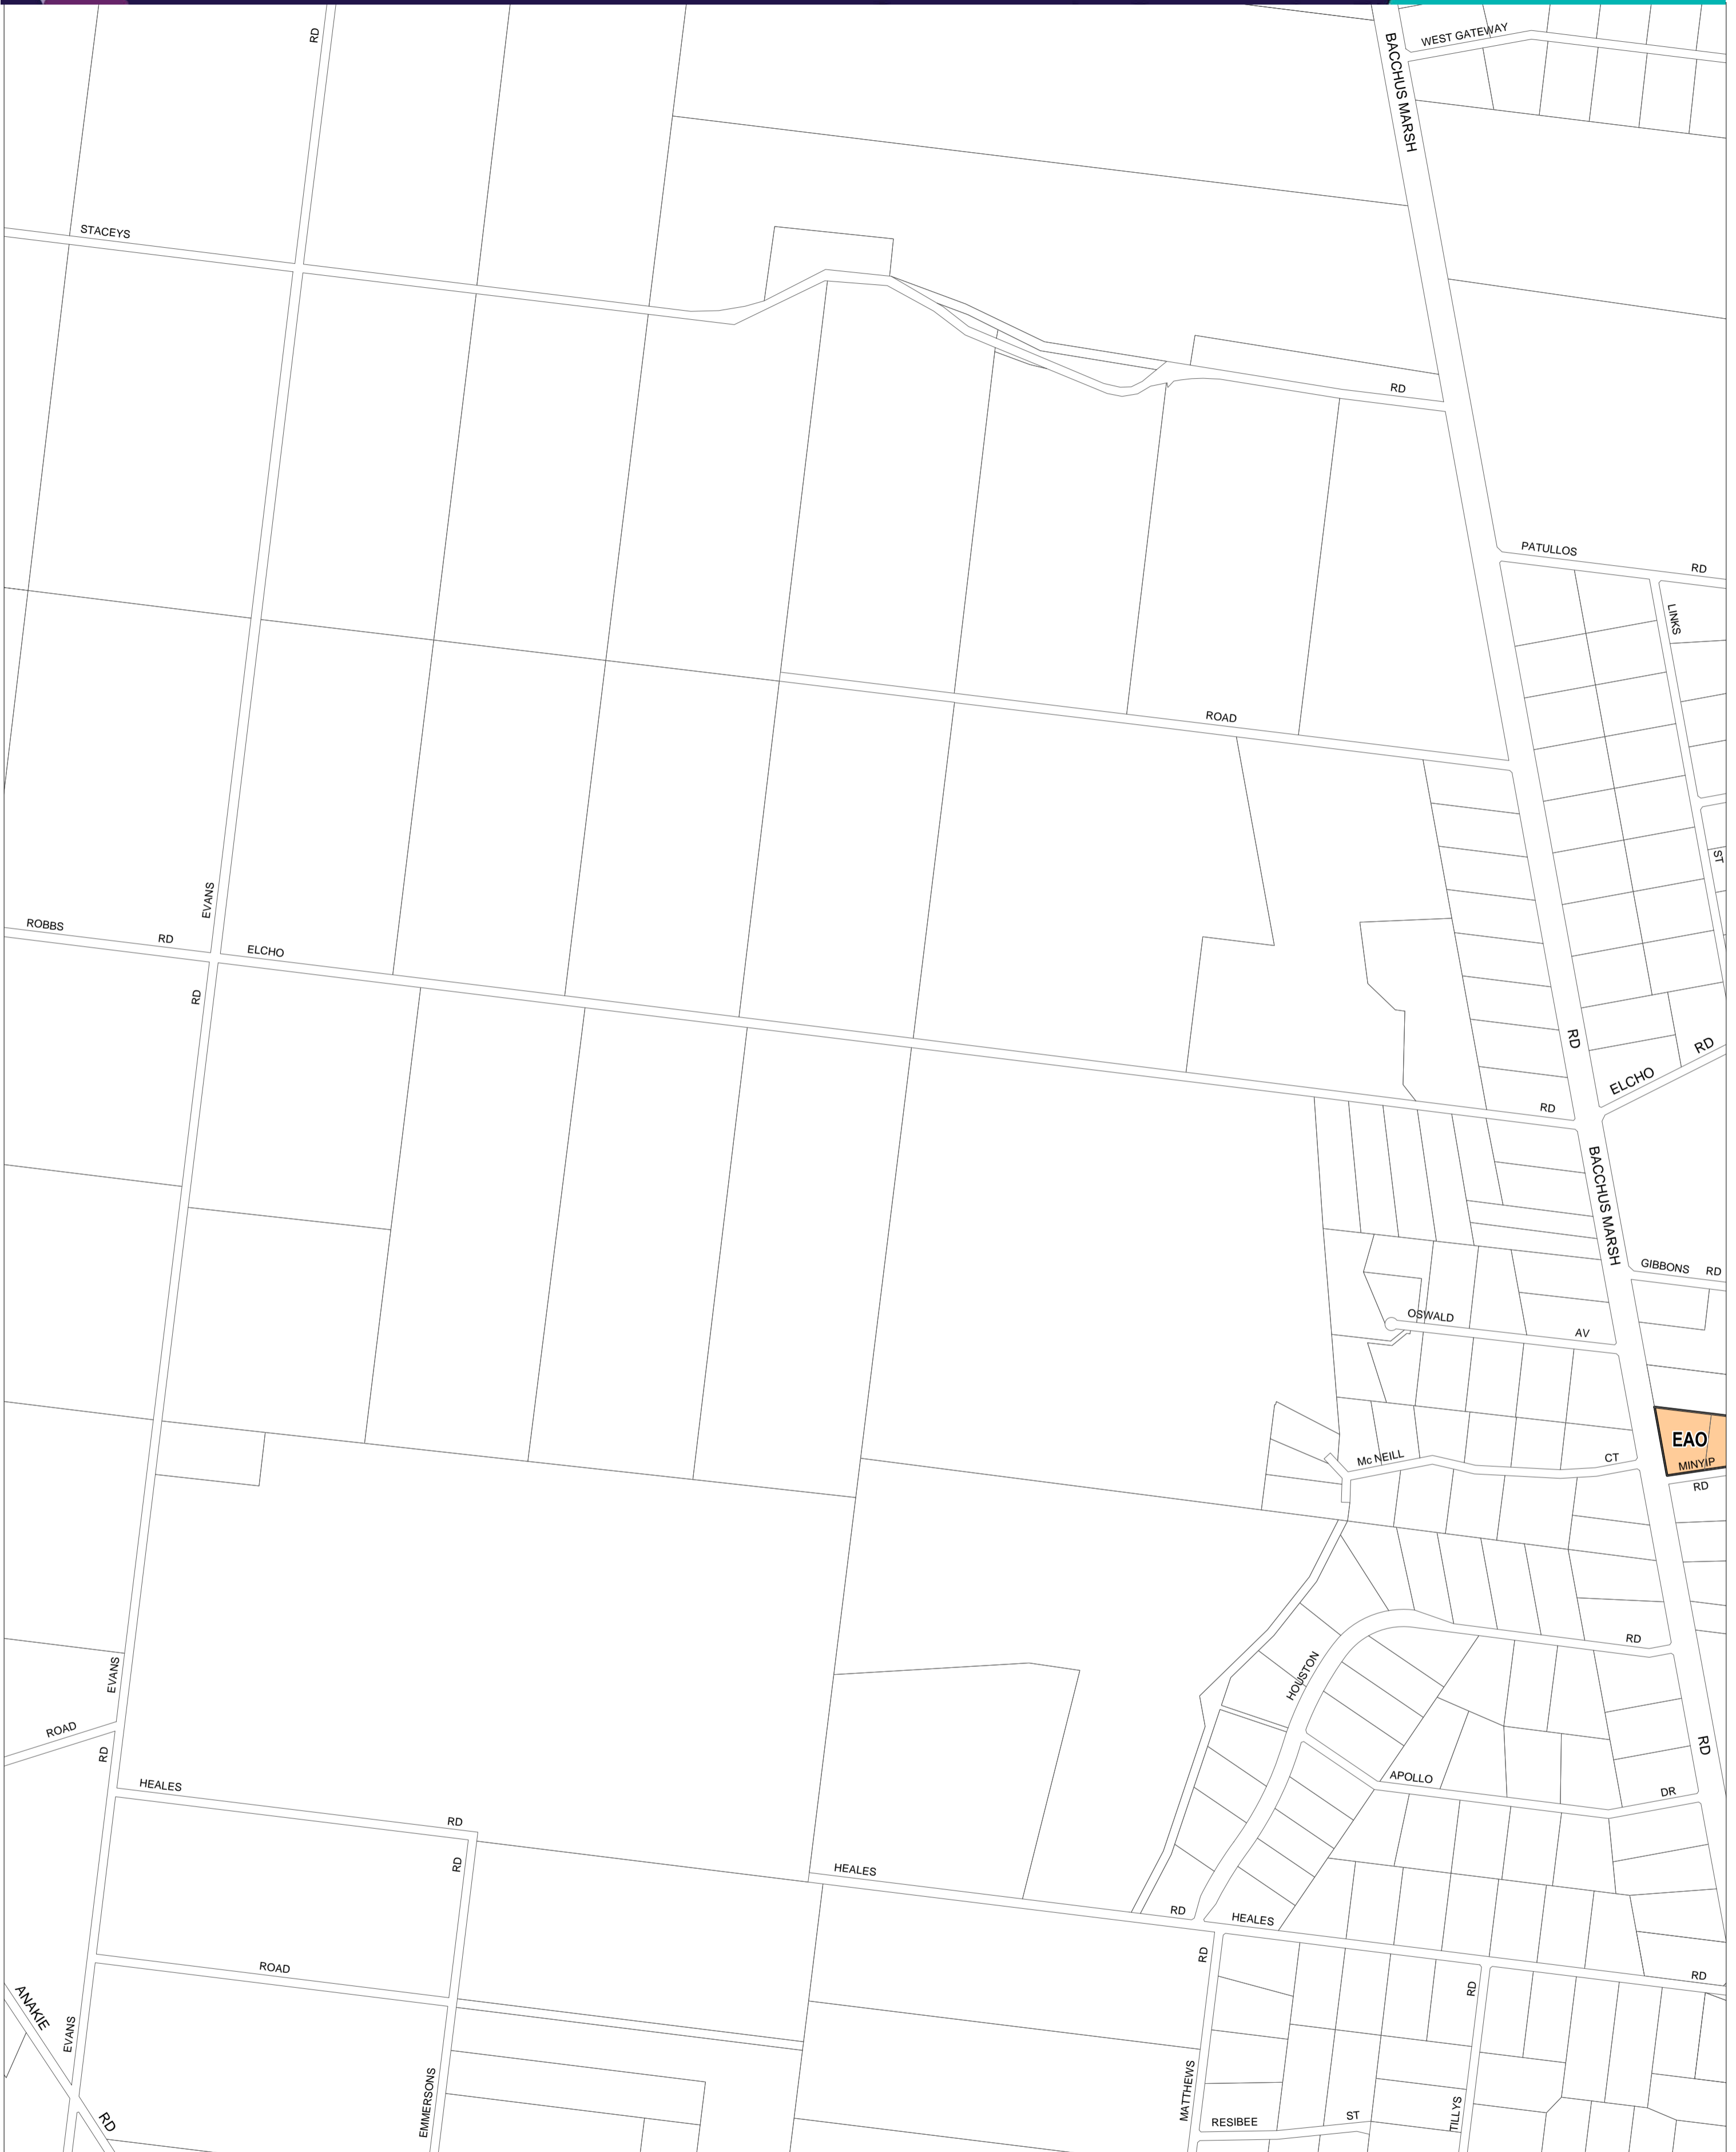 RD
BACCHUS MARSH
WEST GATEWAY
STACEYS
RD
PATULLOS
RD
LINKS
ROAD
ST
EVANS
ROBBS
RD
ELCHO
RD
RD
ELCHO
RD
RD
BACCHUS MARSH
GIBBONS RD
OSWALD
AV
EAO
MINYIP
RD
Mc NEILL
CT
RD
HOUSTON
EVANS
ROAD
RD
RD
APOLLO
DR
HEALES
RD
RD
HEALES
RD
HEALES
RD
RD
RD
ROAD
ANAKIE
EVANS
EMMERSONS
MATTHEWS
TILLYS
RD
RESIBEE
ST